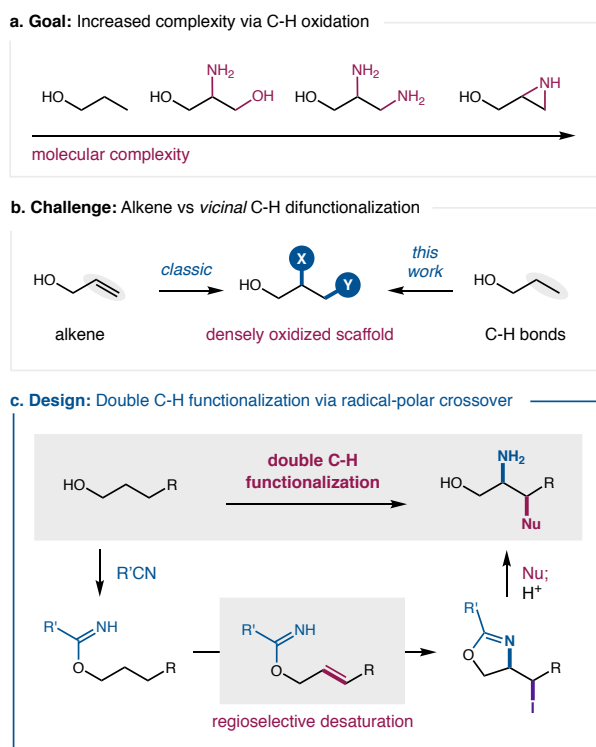 a. Goal: Increased complexity via C-H oxidation
HO
HO NH₂ OH
HO NH₂ NH₂
HO NH
molecular complexity
b. Challenge: Alkene vs vicinal C-H difunctionalization
HO
alkene
classic
HO X Y
densely oxidized scaffold
this
work
HO
C-H bonds
c. Design: Double C-H functionalization via radical-polar crossover
HO R
double C-H
functionalization
NH₂
HO R
Nu
R'CN
Nu;
H⁺
R' NH
O R
R' NH
O R
regioselective desaturation
R'
O N
R
I